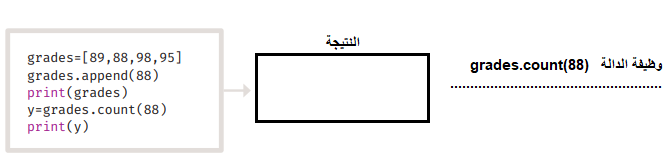 النتيجة
وظيفة الدالة grades.count(88)
grades=[89,88,98,95]
grades.append(88)
print(grades)
y=grades.count(88)
print(y)